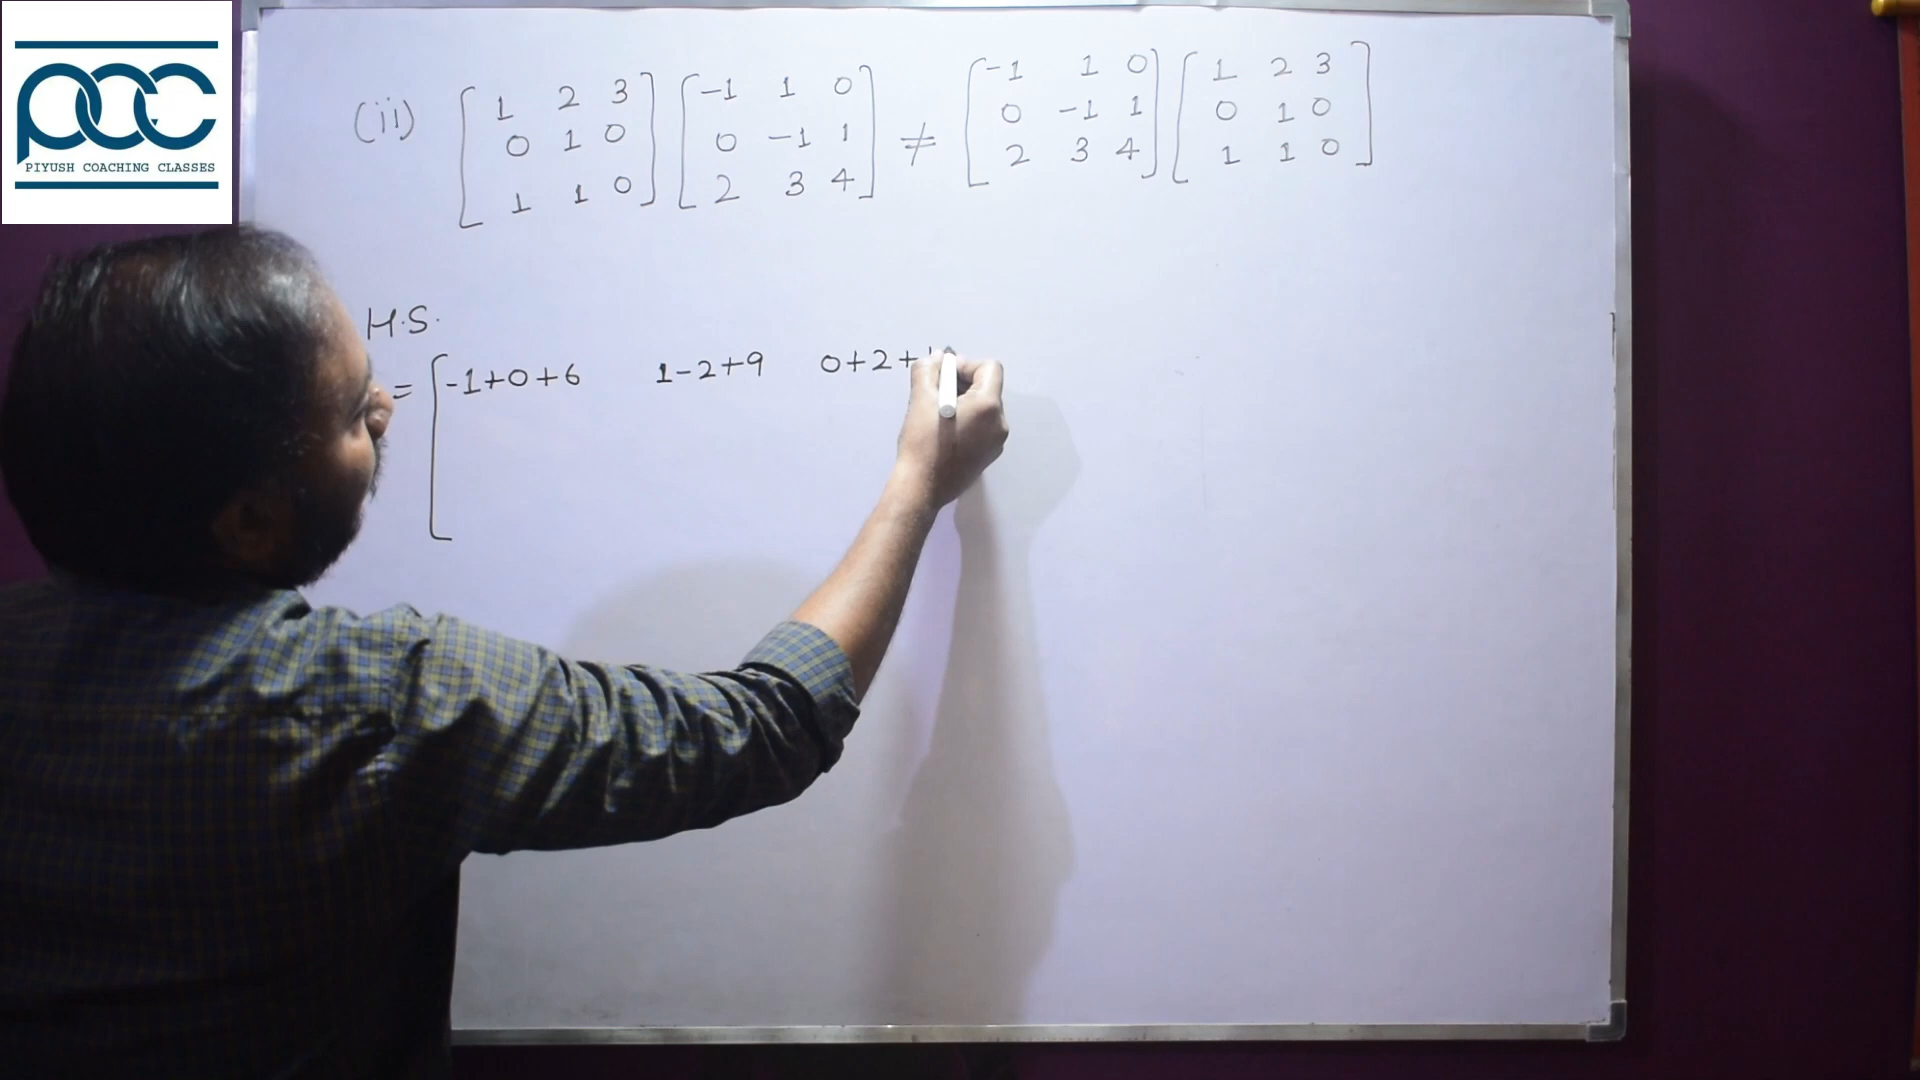 PCC
PIYUSH COACHING CLASSES
(ii) [1 2 3] [-1 1 0] ≠ [-1 1 0] [1 2 3]
[0 1 0] [0 -1 1] [0 -1 1] [0 1 0]
[1 1 0] [2 3 4] [2 3 4] [1 1 0]
H.S.
= [-1+0+6 1-2+9 0+2+